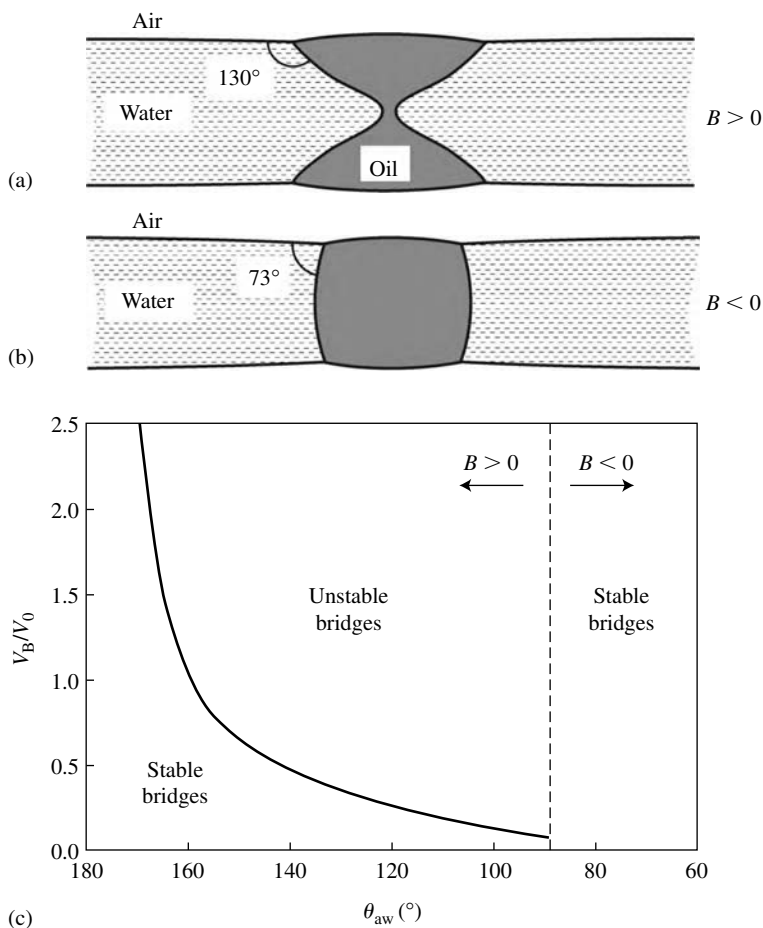 Air
130°
Water
B > 0
Oil
(a)
Air
73°
Water
B < 0
(b)
2.5
B > 0 B < 0
2.0
Unstable bridges
Stable bridges
1.5
V_B/V_0
1.0
Stable bridges
0.5
0.0
180 160 140 120 100 80 60
θ_aw (°)
(c)